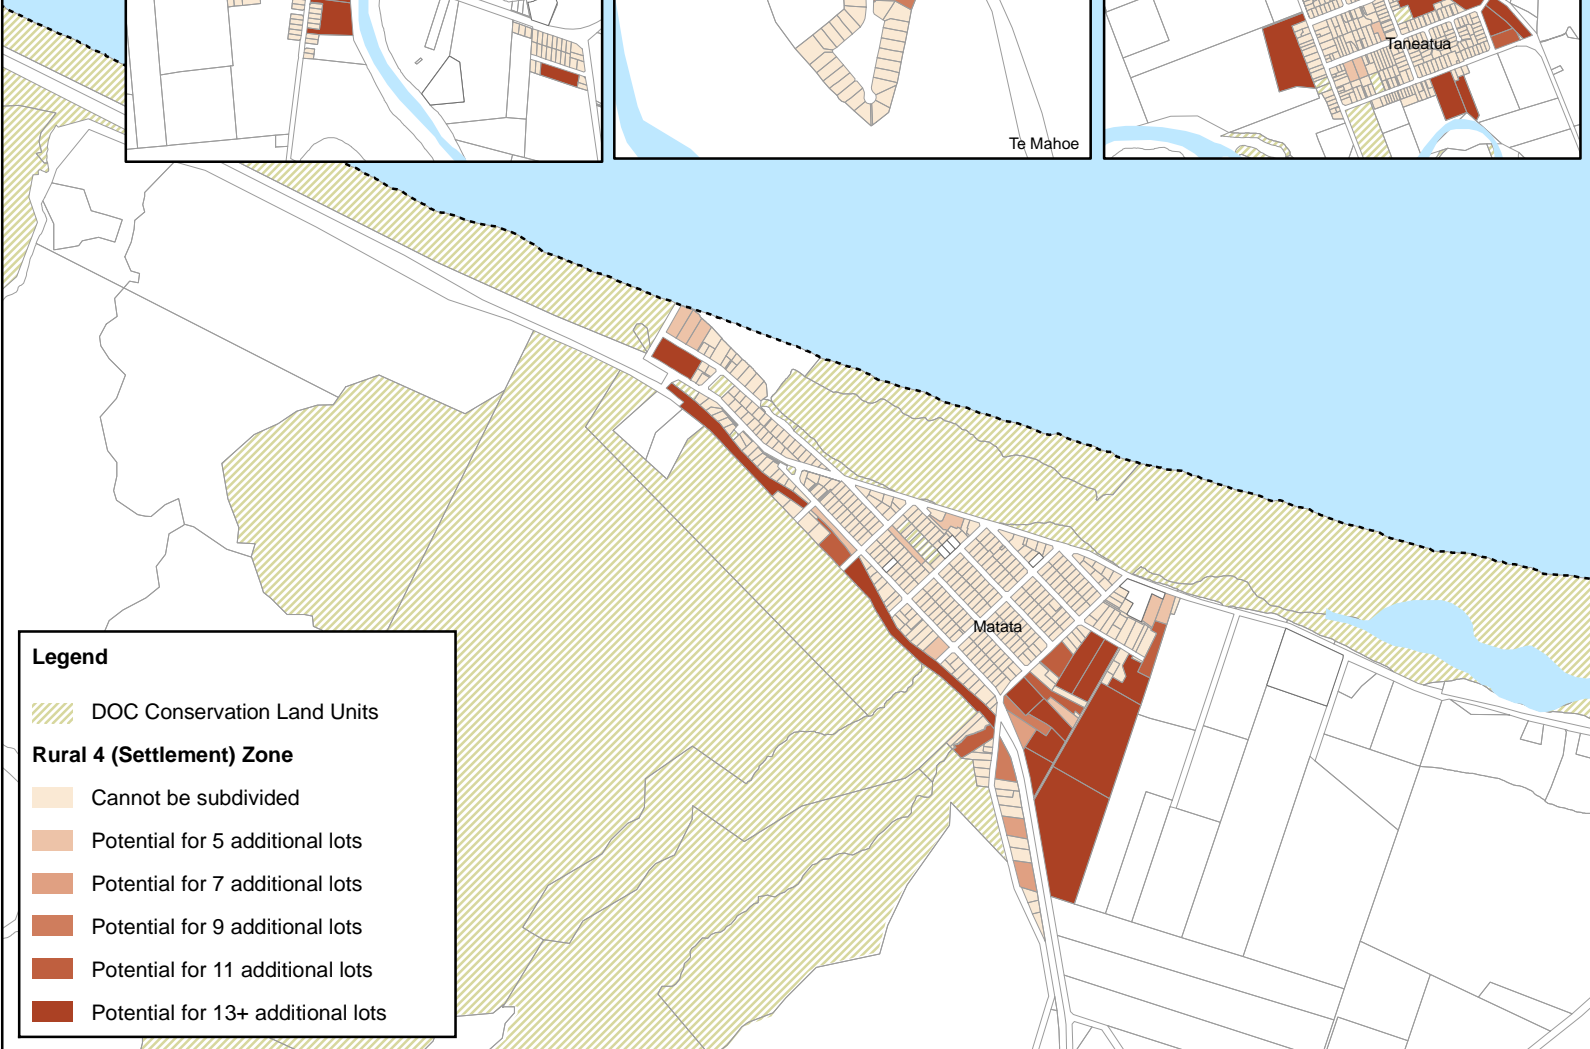 Taneatua
Te Mahoe
Matata
Legend
DOC Conservation Land Units
Rural 4 (Settlement) Zone
Cannot be subdivided
Potential for 5 additional lots
Potential for 7 additional lots
Potential for 9 additional lots
Potential for 11 additional lots
Potential for 13+ additional lots